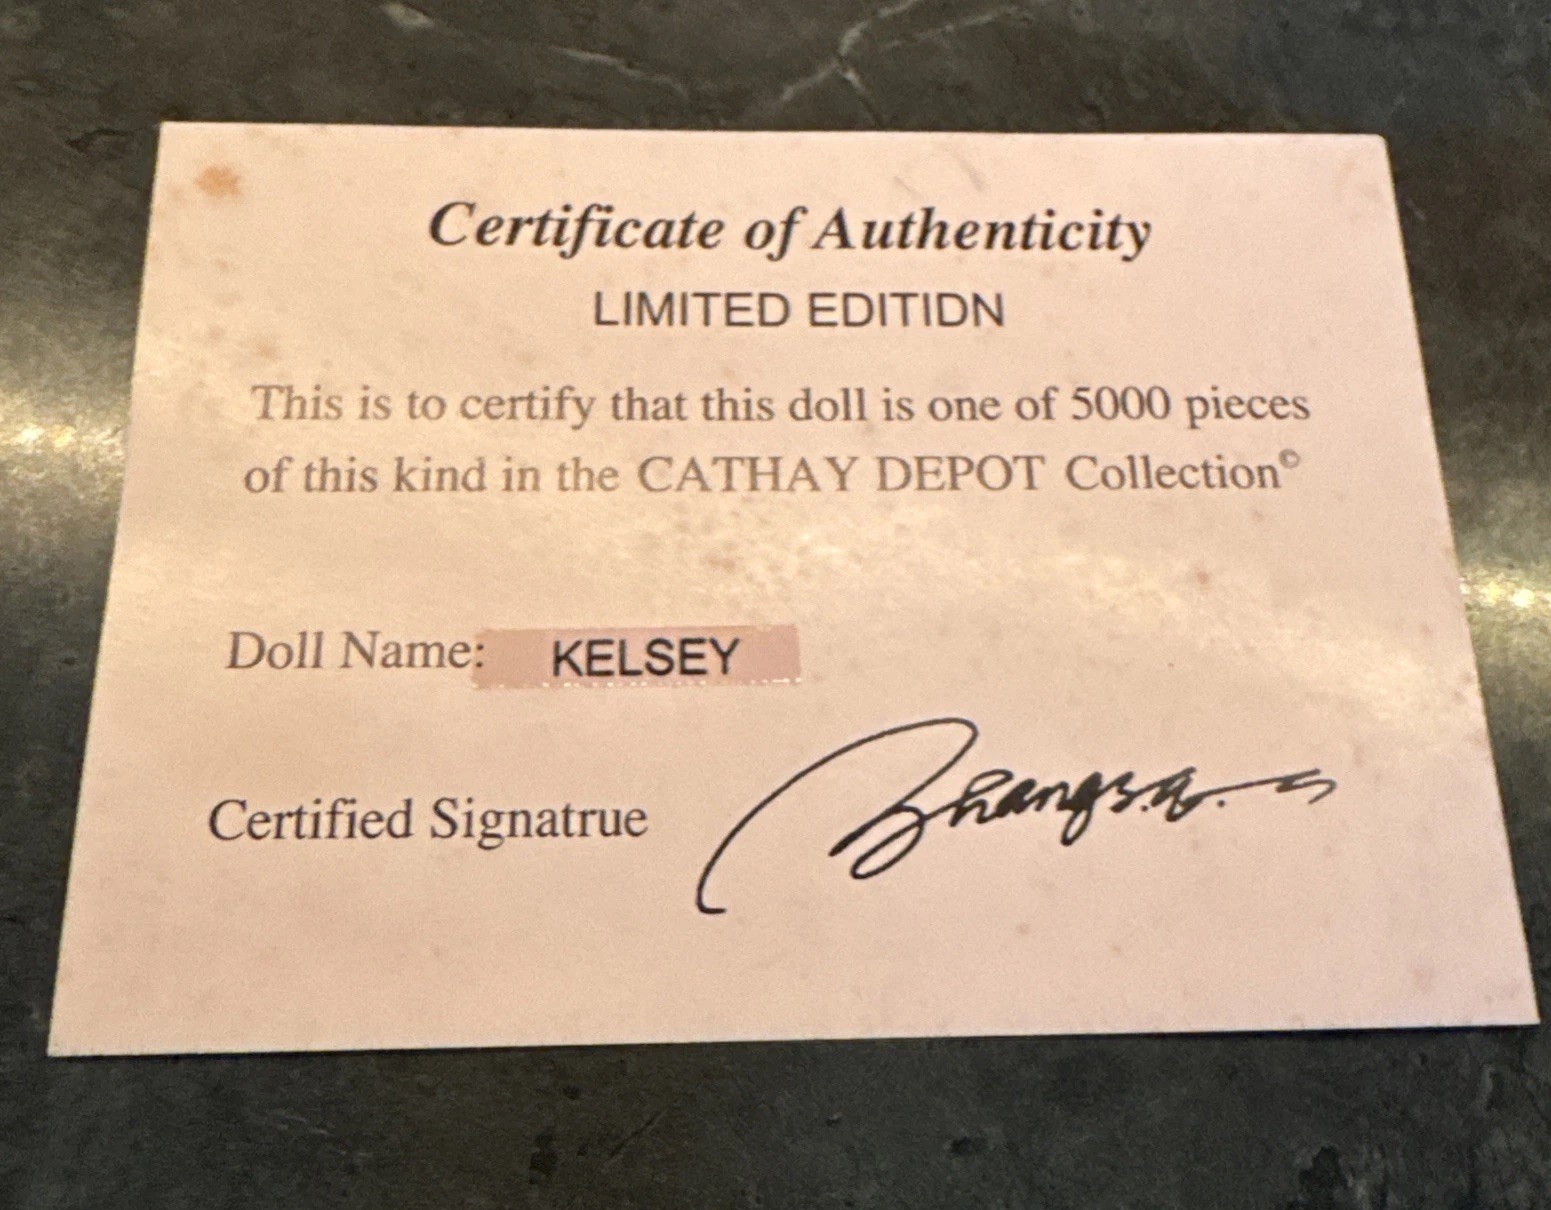 Certificate of Authenticity
LIMITED EDITIDN
This is to certify that this doll is one of 5000 pieces
of this kind in the CATHAY DEPOT Collection©
Doll Name: KELSEY
Certified Signatrue